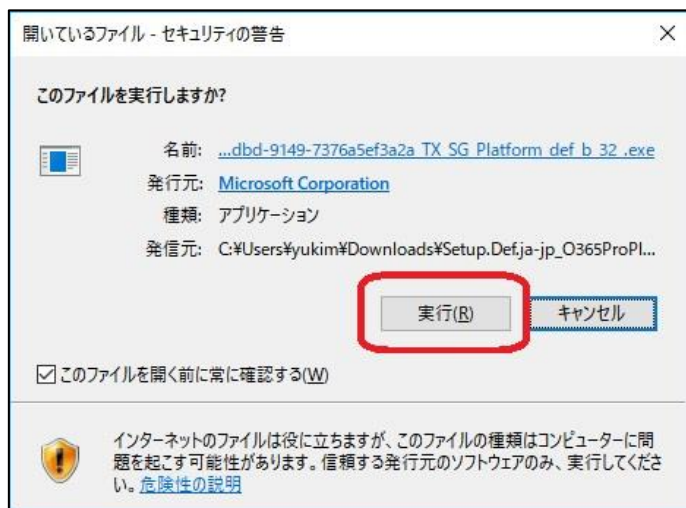 開いているファイル - セキュリティの警告
このファイルを実行しますか?
名前: ...dbd-9149-7376a5ef3a2a TX SG Platform def b 32 .exe
発行元: Microsoft Corporation
種類: アプリケーション
発信元: C:¥Users¥yukim¥Downloads¥Setup.Def.ja-jp_O365ProPl...
実行(R) キャンセル
このファイルを開く前に常に確認する(W)
インターネットのファイルは役に立ちますが、このファイルの種類はコンピューターに問
題を起こす可能性があります。信頼する発行元のソフトウェアのみ、実行してくださ
い。危険性の説明